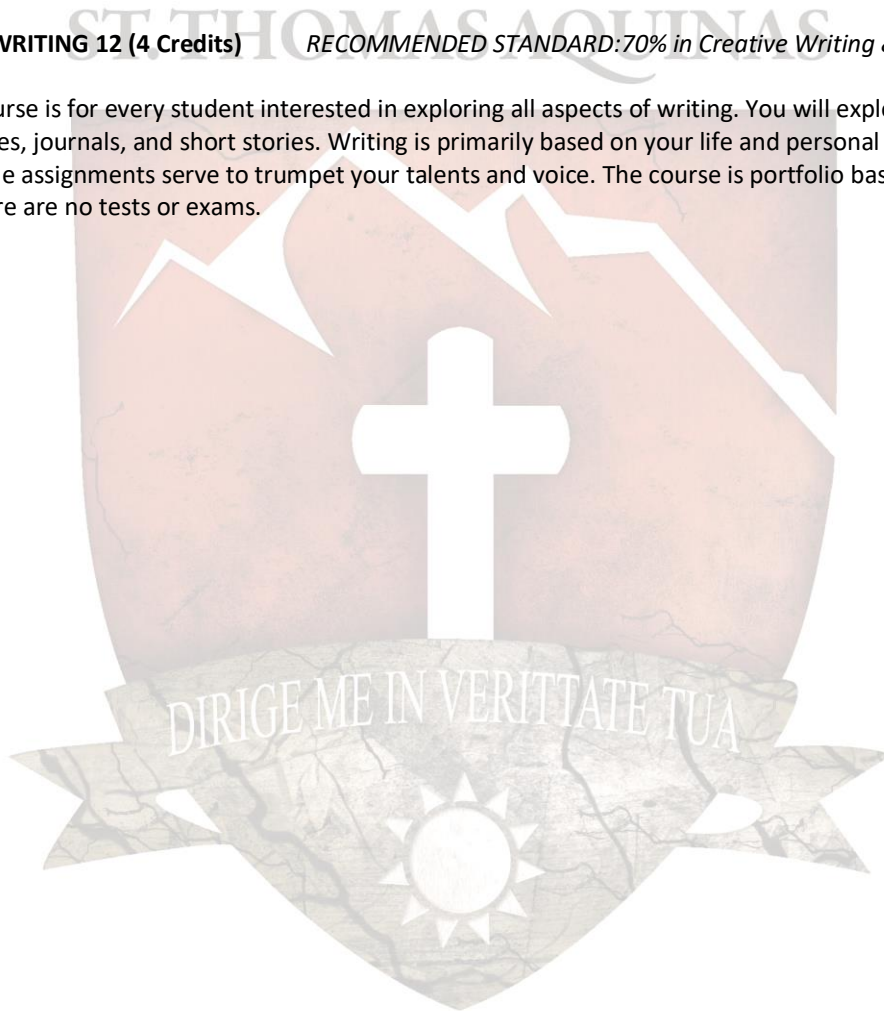 ST. THOMAS AQUINAS
WRITING 12 (4 Credits) RECOMMENDED STANDARD:70% in Creative Writing
urse is for every student interested in exploring all aspects of writing. You will explo
es, journals, and short stories. Writing is primarily based on your life and personal
e assignments serve to trumpet your talents and voice. The course is portfolio bas
re are no tests or exams.
DIRIGE ME IN VERITTATE TUA